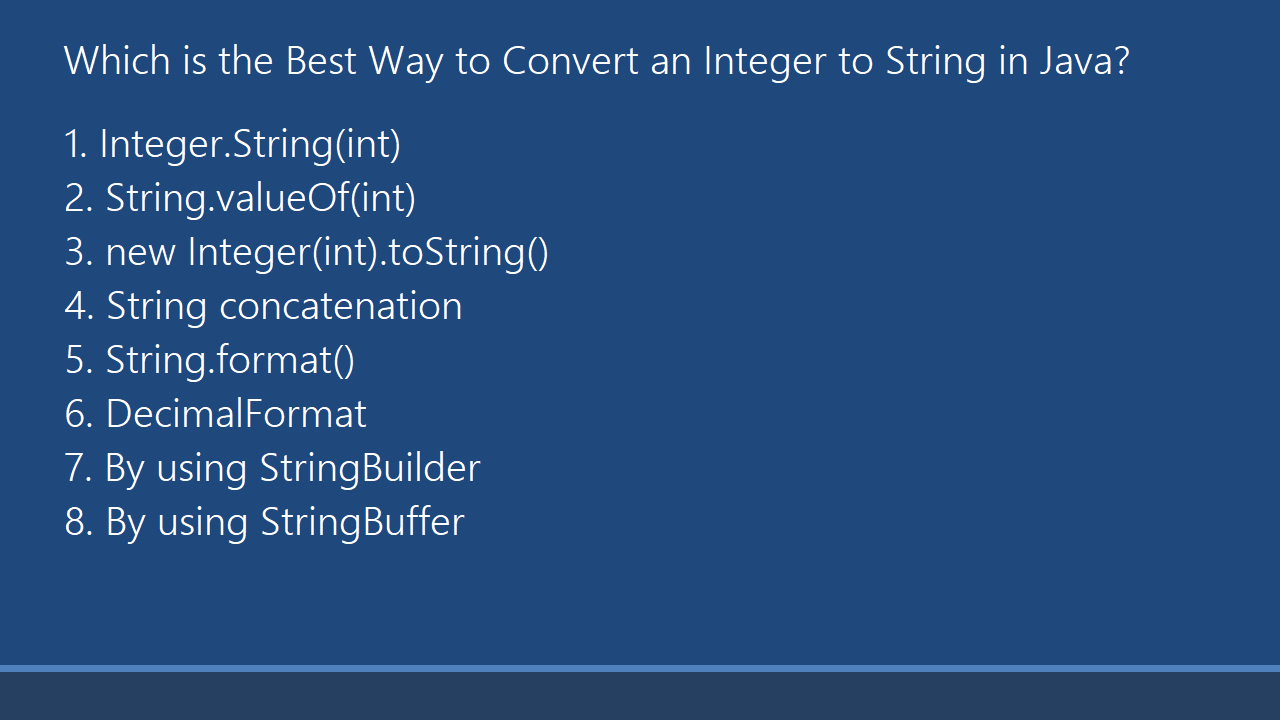 Which is the Best Way to Convert an Integer to String in Java?
1. Integer.String(int)
2. String.valueOf(int)
3. new Integer(int).toString()
4. String concatenation
5. String.format()
6. DecimalFormat
7. By using StringBuilder
8. By using StringBuffer